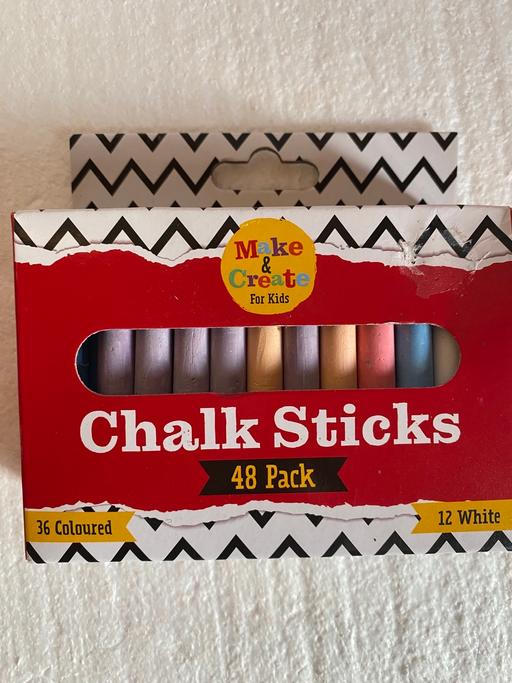 Make
&
Create
For Kids
Chalk Sticks
48 Pack
36 Coloured
12 White